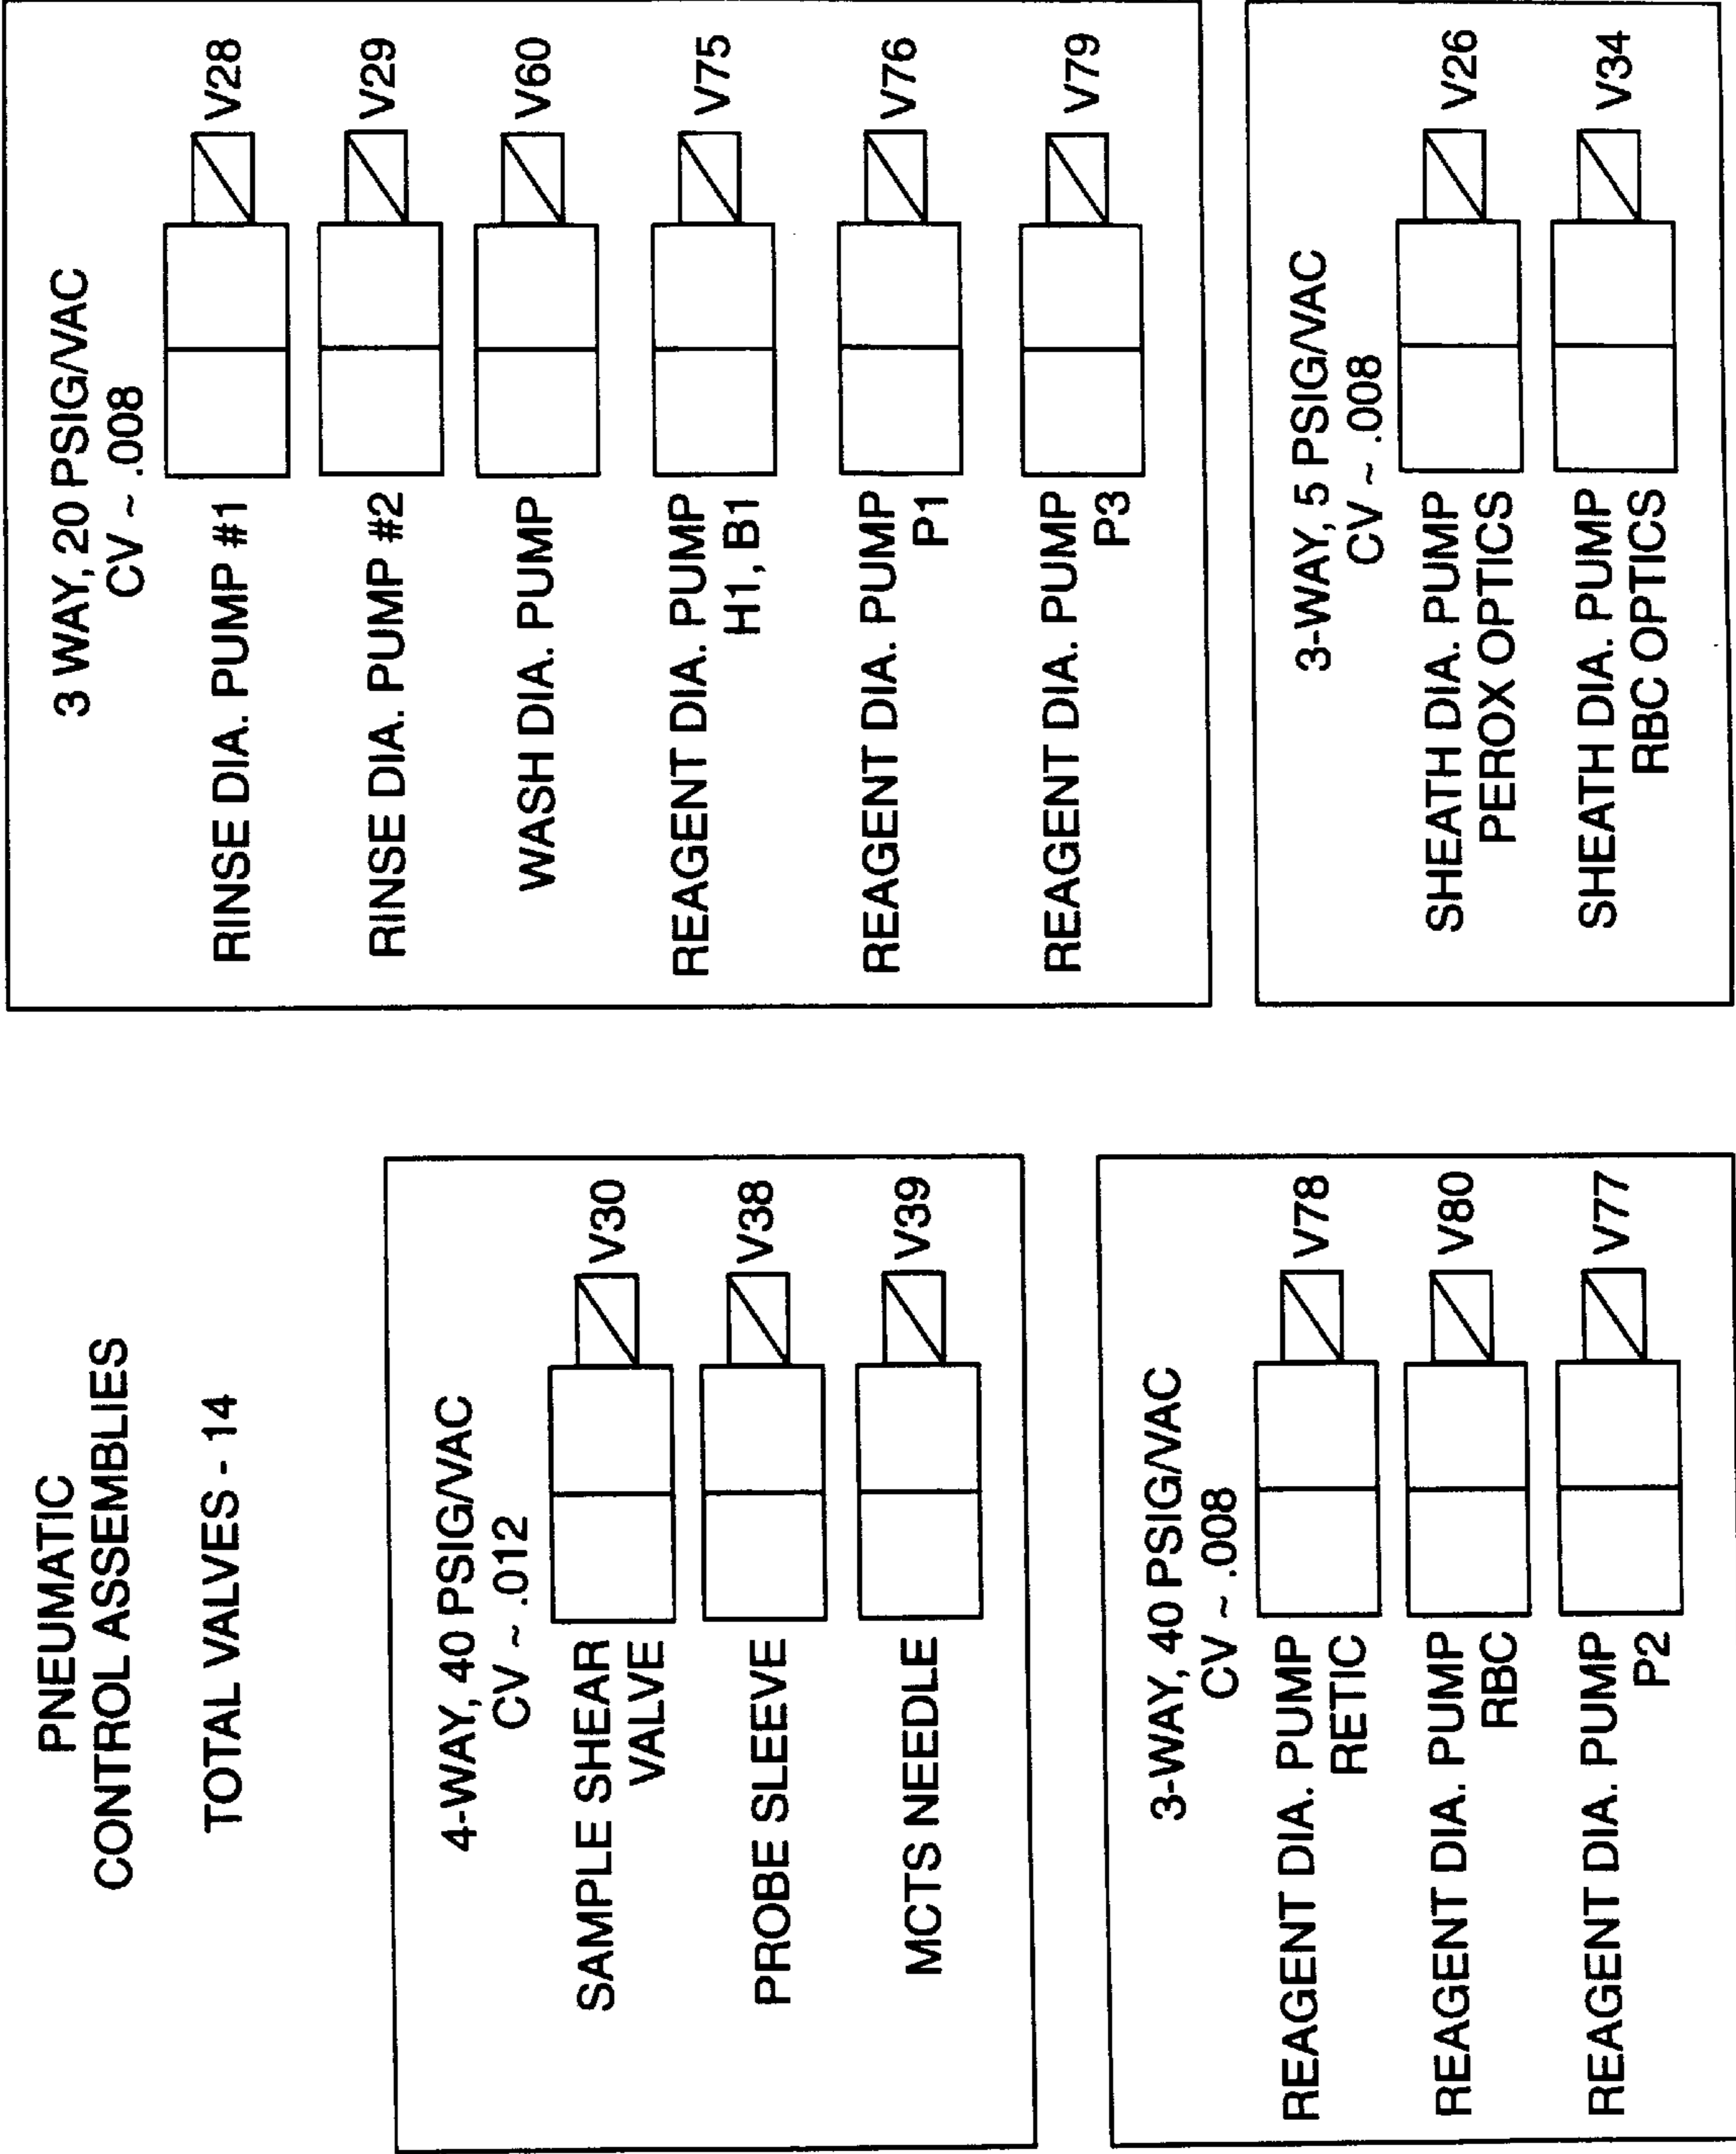 PNEUMATIC
CONTROL ASSEMBLIES
TOTAL VALVES - 14
4-WAY, 40 PSIG/VAC
CV ~ .012
SAMPLE SHEAR
VALVE
V30
PROBE SLEEVE
V38
MCTS NEEDLE
V39
3-WAY, 40 PSIG/VAC
CV ~ .008
REAGENT DIA. PUMP
RETIC
V78
REAGENT DIA. PUMP
RBC
V80
REAGENT DIA. PUMP
P2
V77
3 WAY, 20 PSIG/VAC
CV ~ .008
RINSE DIA. PUMP #1
V28
RINSE DIA. PUMP #2
V29
WASH DIA. PUMP
V60
REAGENT DIA. PUMP
H1, B1
V75
REAGENT DIA. PUMP
P1
V76
REAGENT DIA. PUMP
P3
V79
3-WAY, 5 PSIG/VAC
CV ~ .008
SHEATH DIA. PUMP
PEROX OPTICS
V26
SHEATH DIA. PUMP
RBC OPTICS
V34